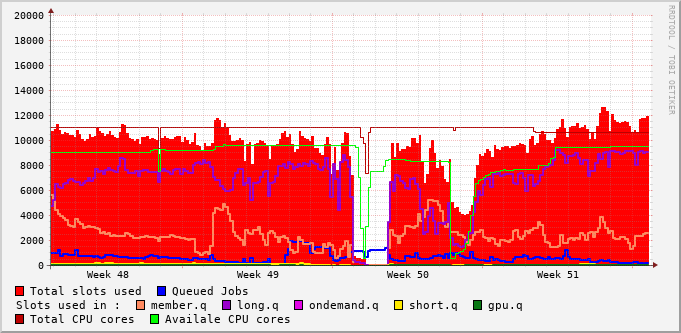 20000
18000
16000
14000
12000
10000
8000
6000
4000
2000
0
Week 48 Week 49 Week 50 Week 51
RRDTOOL / TOBI OETIKER
Total slots used Queued Jobs
Slots used in : member.q long.q ondemand.q short.q gpu.q
Total CPU cores Availale CPU cores